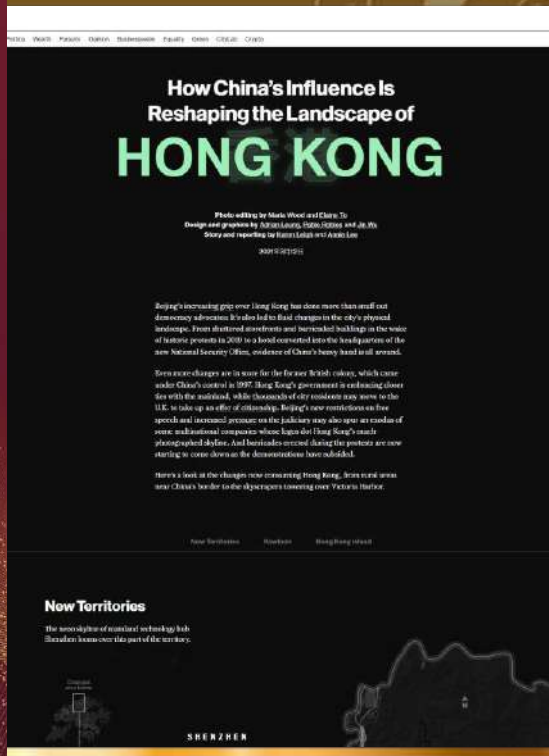 Politics Wealth Pursuits Opinion Businessweek Equality Green CityLab Crypto
How China's Influence Is
Reshaping the Landscape of
香港
HONG KONG
Photo editing by Maria Wood and Elaine To
Design and graphics by Adrian Leung, and Jin Wu
Story and reporting by Karen Leigh and Annie Lee
Beijing's increasing grip over Hong Kong has done more than snuff out
democracy advocates: It's also led to fluid changes in the city's physical
landscape. From shuttered storefronts and barricaded buildings in the wake
of historic protests in 2019 to a hotel converted into the headquarters of the
new National Security Office, evidence of China's heavy hand is all around.
Even more changes are in store for the former British colony, which came
under China's control in 1997. Hong Kong's government is embracing closer
ties with the mainland, while thousands of city residents may move to the
U.K. to take up an offer of citizenship. Beijing's new restrictions on free
speech and increased pressure on the judiciary may also spur an exodus of
some multinational companies whose logos dot Hong Kong's much-
photographed skyline. And barricades erected during the protests are now
starting to come down as the demonstrations have subsided.
Here's a look at the changes now consuming Hong Kong, from rural areas
near China's border to the skyscrapers towering over Victoria Harbor.
New Territories Kowloon Hong Kong Island
New Territories
The neon skyline of mainland technology hub
Shenzhen looms over this part of the territory.
SHENZHEN